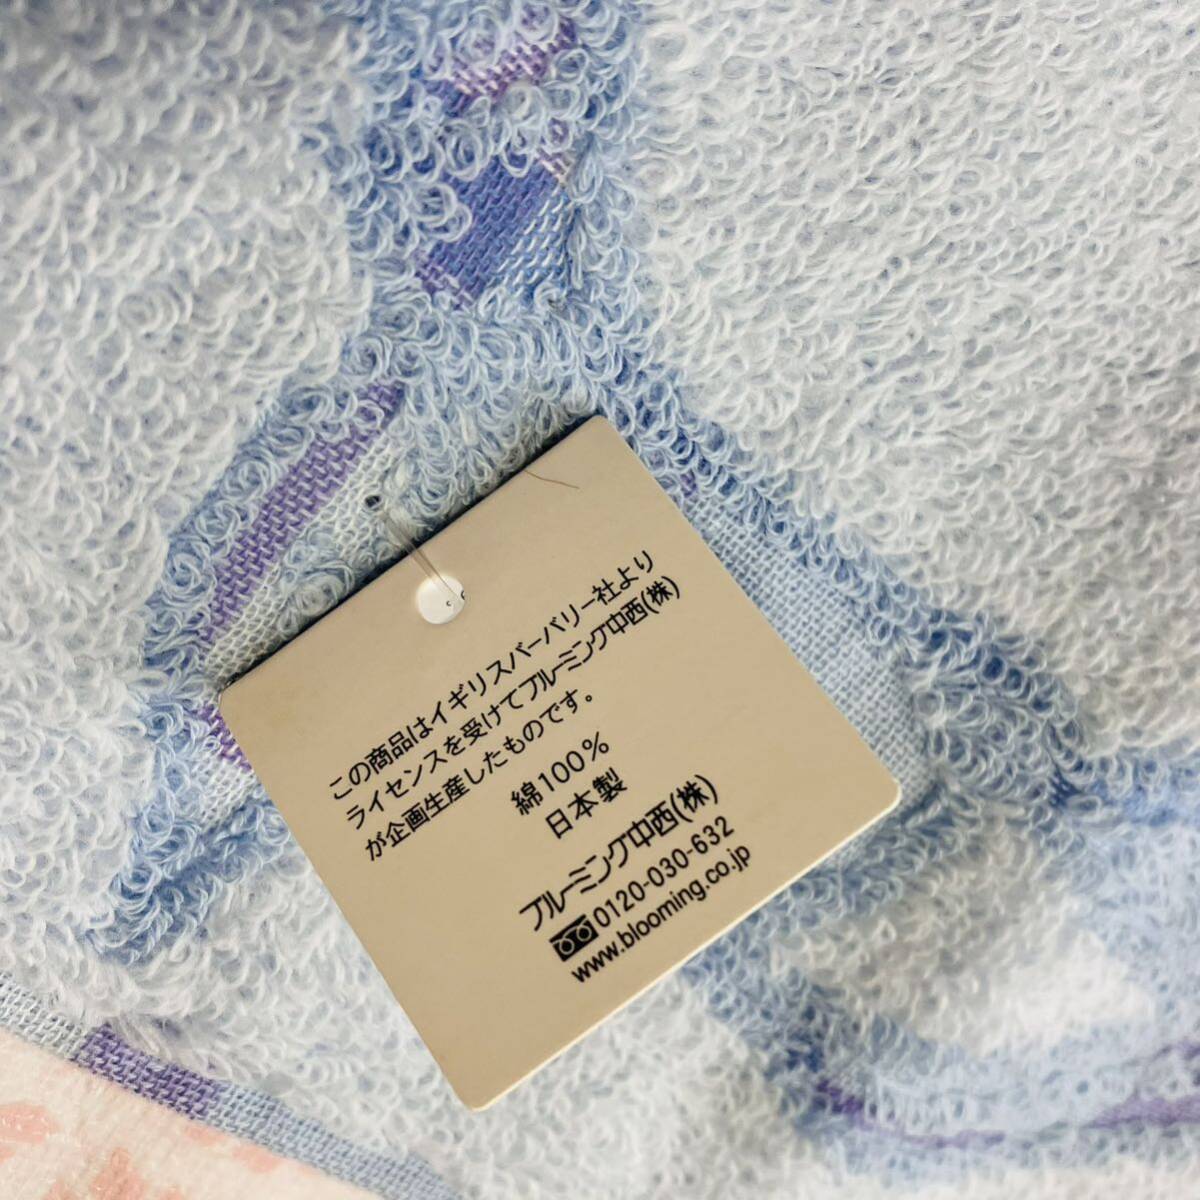 この商品はイギリスバーバリー社より
ライセンスを受けてブルーミング中西(株)
が企画生産したものです。
綿100%
日本製
ブルーミング中西(株)
0120-030-632
www.blooming.co.jp